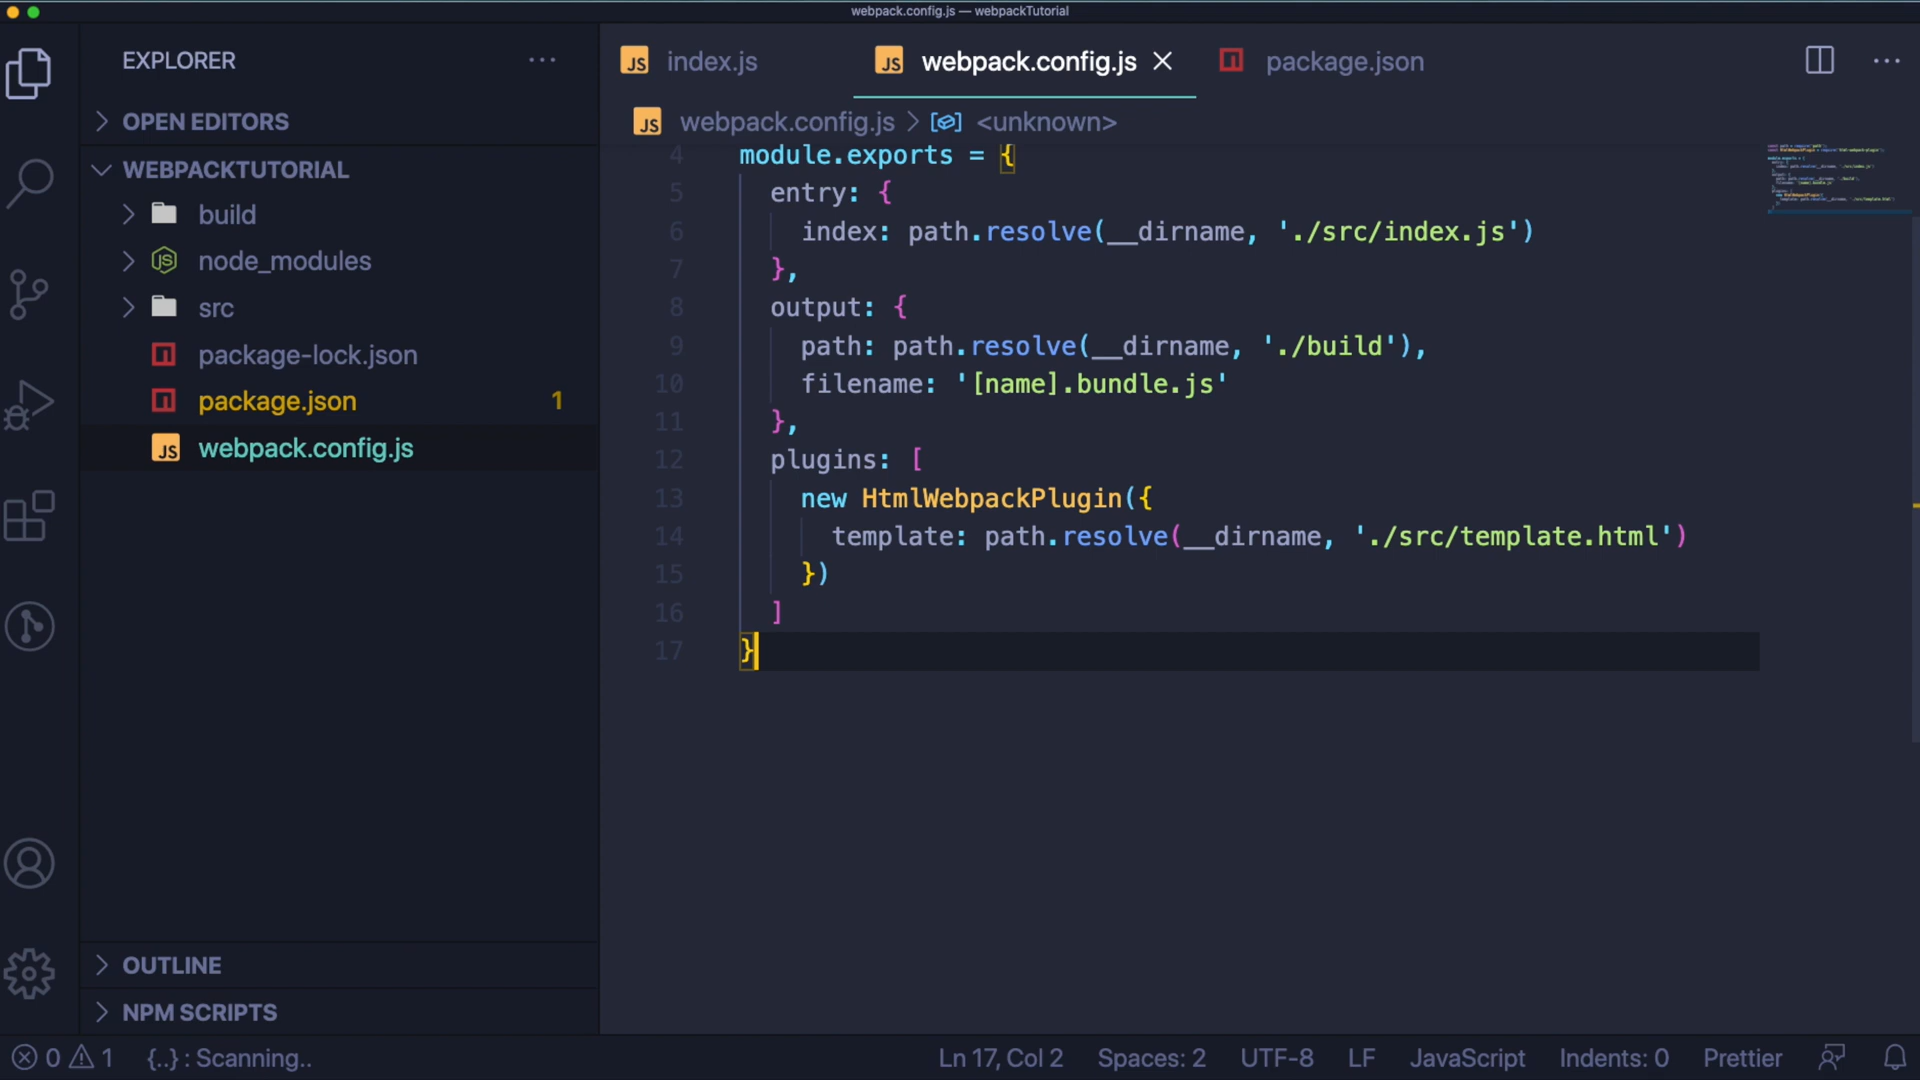 webpack.config.js — webpackTutorial
EXPLORER
index.js
webpack.config.js
package.json
OPEN EDITORS
webpack.config.js > <unknown>
WEBPACKTUTORIAL
build
node_modules
src
package-lock.json
package.json 1
webpack.config.js
OUTLINE
NPM SCRIPTS
4 module.exports = {
5 entry: {
6 index: path.resolve(__dirname, './src/index.js')
7 },
8 output: {
9 path: path.resolve(__dirname, './build'),
10 filename: '[name].bundle.js'
11 },
12 plugins: [
13 new HtmlWebpackPlugin({
14 template: path.resolve(__dirname, './src/template.html')
15 })
16 ]
17 }
0 1 {..} : Scanning.. Ln 17, Col 2 Spaces: 2 UTF-8 LF JavaScript Indents: 0 Prettier